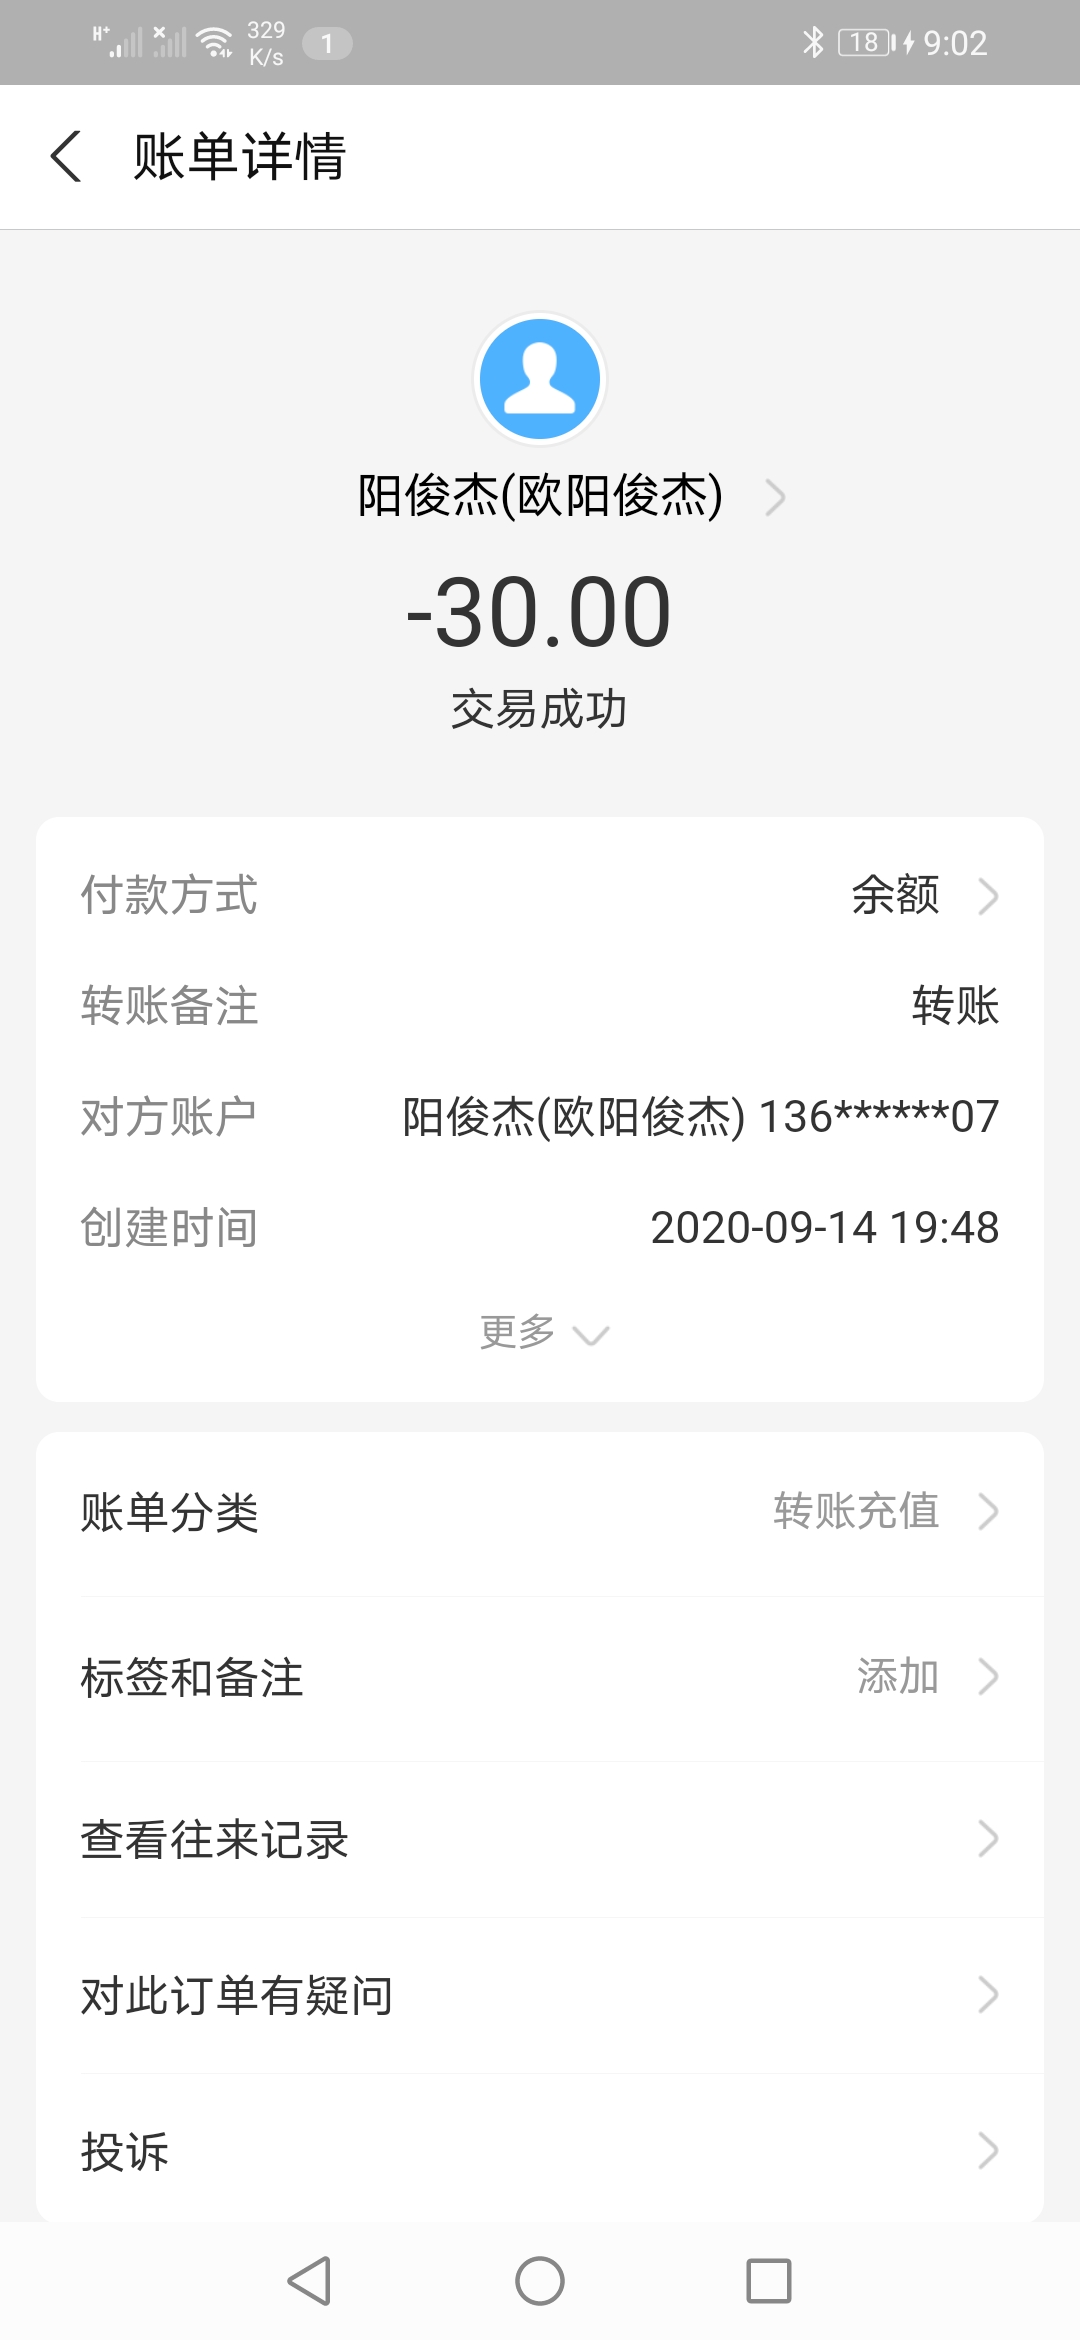 H+ 329 K/s 1 18 9:02
账单详情
阳俊杰(欧阳俊杰)
-30.00
交易成功
付款方式 余额
转账备注 转账
对方账户 阳俊杰(欧阳俊杰) 136******07
创建时间 2020-09-14 19:48
更多
账单分类 转账充值
标签和备注 添加
查看往来记录
对此订单有疑问
投诉